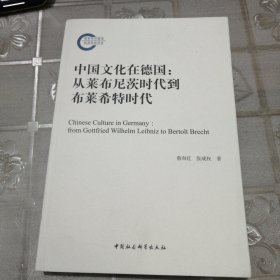 中国文化在德国：
从莱布尼茨时代到
布莱希特时代
Chinese Culture in Germany :
from Gottfried Wilhelm Leibniz to Bertolt Brecht
著
中国社会科学出版社